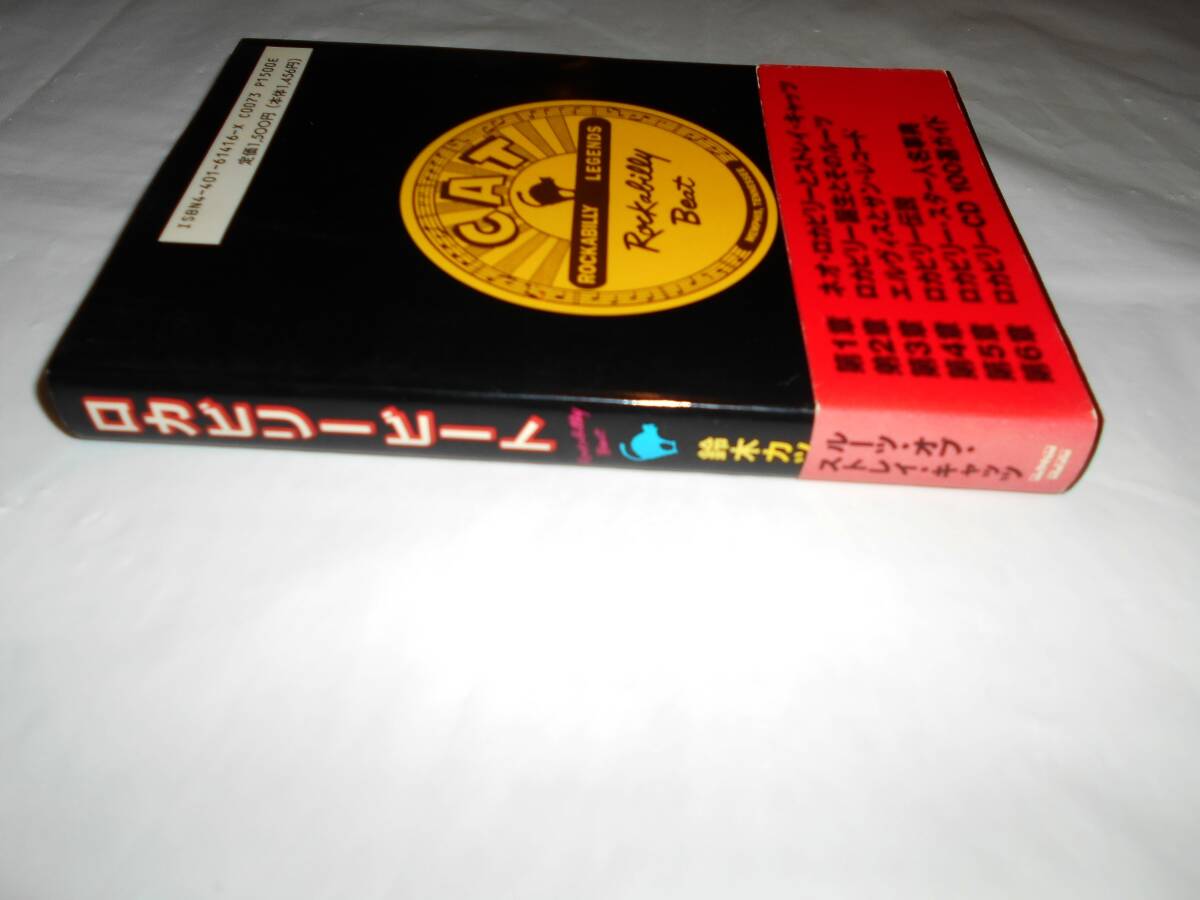 ISBN4-401-61416-X C0073 P1500E
定価1,500円 (本体1,456円)
CAT
ROCKABILLY LEGENDS
Rockabilly
Beat
MEMPHIS, TENNESSEE
第1章 ネオ・ロカビリーとストレイ・キャッツ
第2章 ロカビリー誕生とそのルーツ
第3章 エルヴィスとサン・レコード
第4章 ロカビリー伝説
第5章 ロカビリー・スター人名事典
第6章 ロカビリーCD 100選ガイド
ロカビリービート
Rockabilly
Beat
鈴木カツ
ルーツ・オブ・
ストレイ・キャッツ